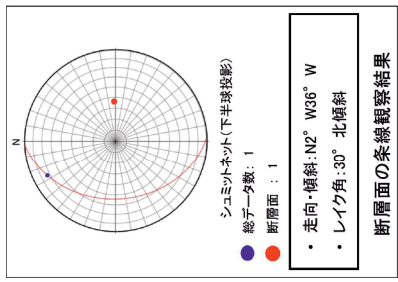 断層面の条線観察結果
・ 走向・傾斜：N2°W36°W
・ レイク角：30° 北傾斜
N
シュミットネット（下半球投影）
総データ数： 1
断層面 ： 1